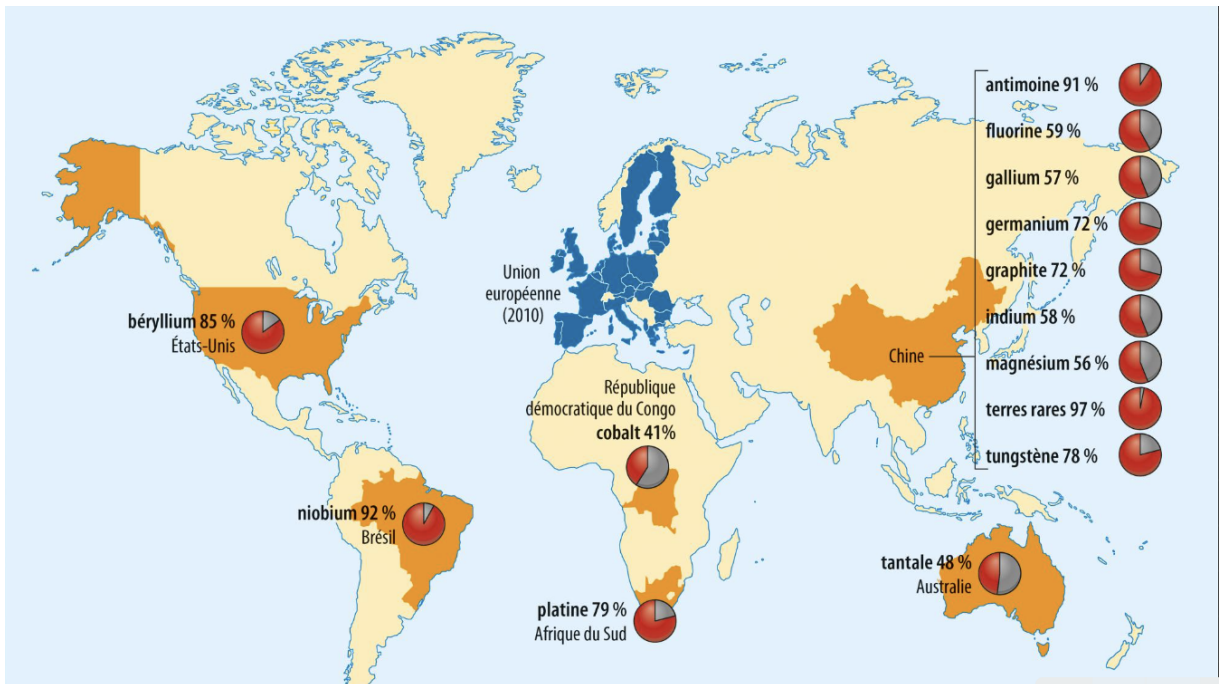 antimoine 91 %
fluorine 59 %
gallium 57 %
germanium 72 %
graphite 72 %
indium 58 %
magnésium 56 %
terres rares 97 %
tungstène 78 %
Chine
Union
européenne
(2010)
béryllium 85 %
États-Unis
République
démocratique du Congo
cobalt 41%
niobium 92 %
Brésil
platine 79 %
Afrique du Sud
tantale 48 %
Australie